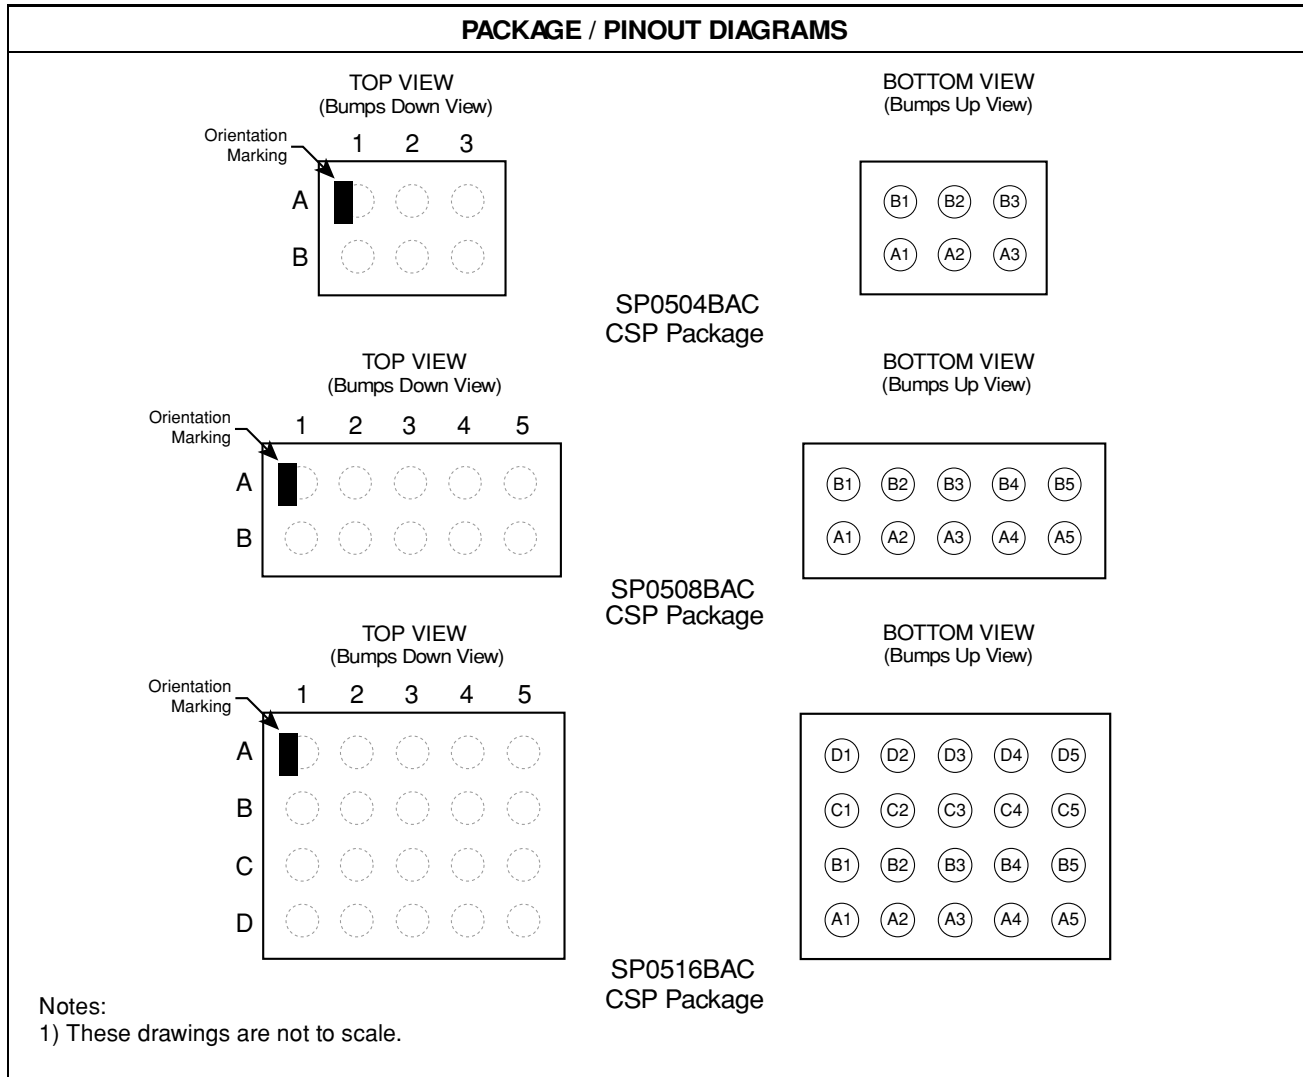 PACKAGE / PINOUT DIAGRAMS
TOP VIEW
(Bumps Down View)
Orientation
Marking
1 2 3
A
B
BOTTOM VIEW
(Bumps Up View)
B1 B2 B3
A1 A2 A3
SP0504BAC
CSP Package
TOP VIEW
(Bumps Down View)
Orientation
Marking
1 2 3 4 5
A
B
BOTTOM VIEW
(Bumps Up View)
B1 B2 B3 B4 B5
A1 A2 A3 A4 A5
SP0508BAC
CSP Package
TOP VIEW
(Bumps Down View)
Orientation
Marking
1 2 3 4 5
A
B
C
D
BOTTOM VIEW
(Bumps Up View)
D1 D2 D3 D4 D5
C1 C2 C3 C4 C5
B1 B2 B3 B4 B5
A1 A2 A3 A4 A5
SP0516BAC
CSP Package
Notes:
1) These drawings are not to scale.